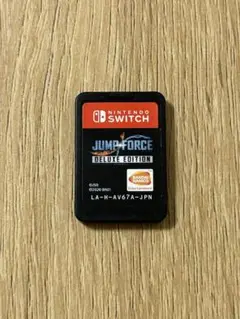 NINTENDO
SWITCH
JUMP FORCE
DELUXE EDITION
BANDAI
NAMCO
LA-H-AV67A-JPN